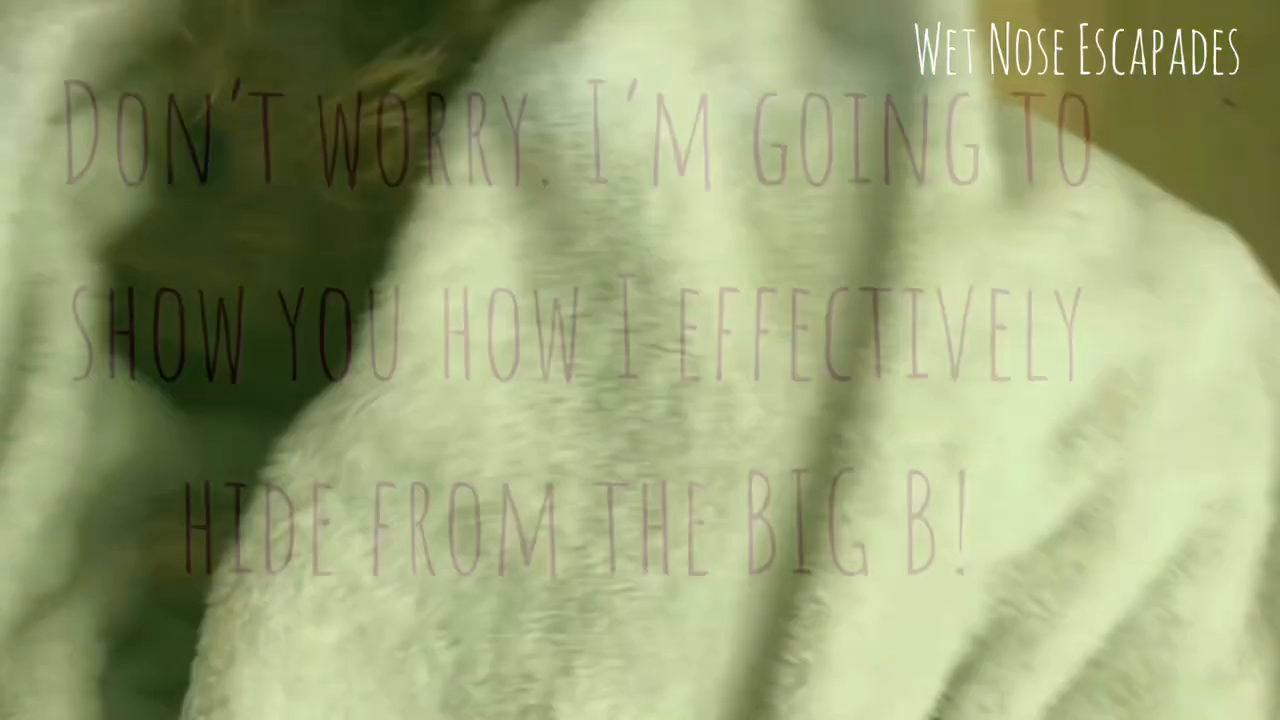 Wet Nose Escapades
Don't worry. I'm going to
show you how I effectively
hide from the BIG B!